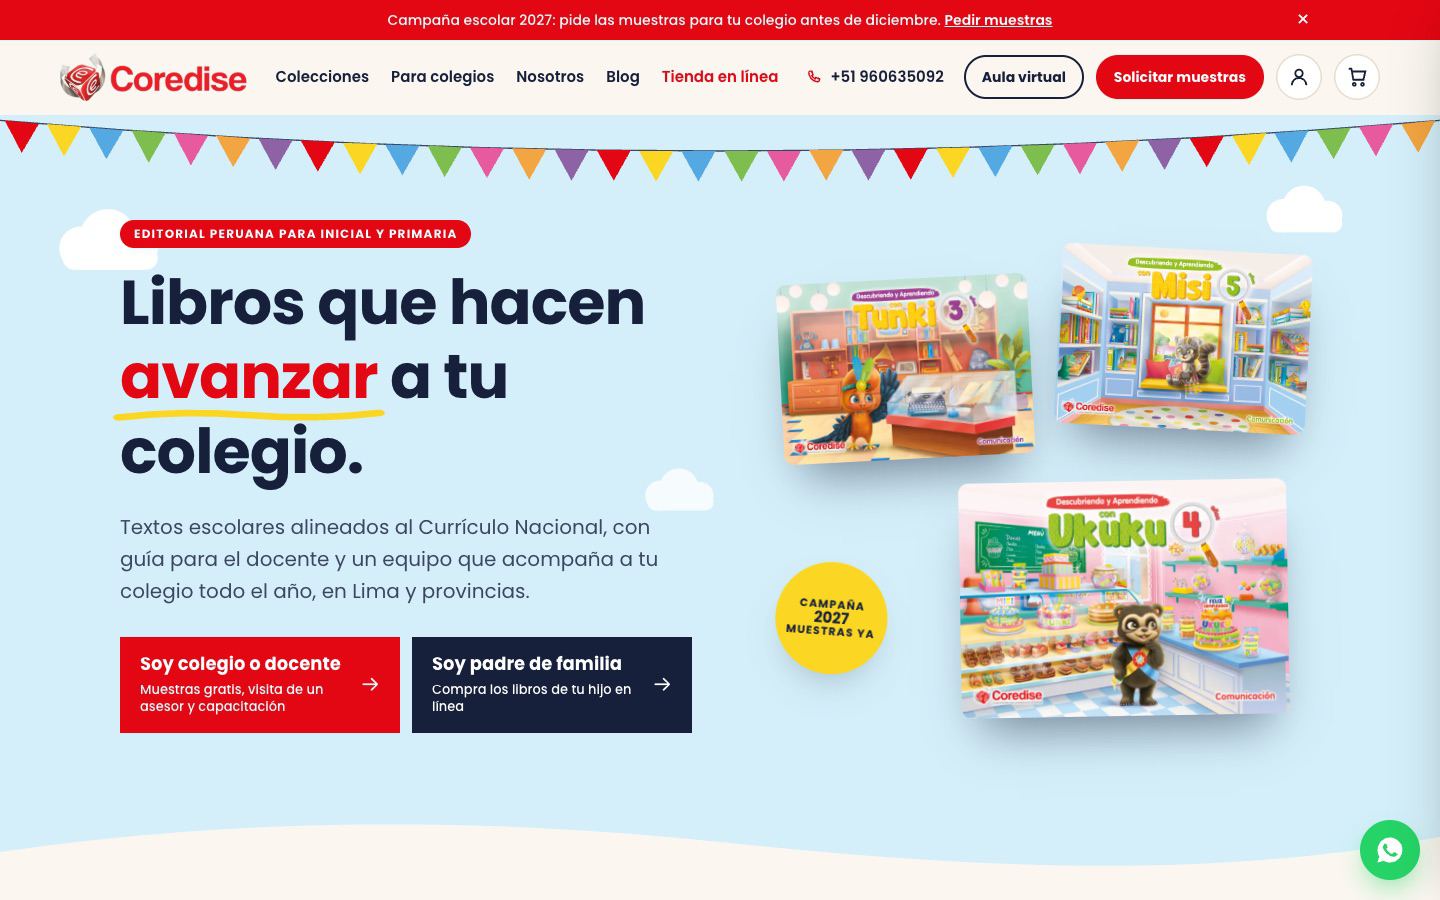 Campaña escolar 2027: pide las muestras para tu colegio antes de diciembre. Pedir muestras ×
Coredise
Colecciones Para colegios Nosotros Blog Tienda en línea +51 960635092 Aula virtual Solicitar muestras
EDITORIAL PERUANA PARA INICIAL Y PRIMARIA
Libros que hacen
avanzar a tu
colegio.
Textos escolares alineados al Currículo Nacional, con
guía para el docente y un equipo que acompaña a tu
colegio todo el año, en Lima y provincias.
Soy colegio o docente
Muestras gratis, visita de un
asesor y capacitación
Soy padre de familia
Compra los libros de tu hijo en
línea
Descubriendo y Aprendiendo
con
Tunki 3
Coredise
Comunicación
Descubriendo y Aprendiendo
con
Misi 5
Coredise
Comunicación
CAMPAÑA
2027
MUESTRAS YA
Descubriendo y Aprendiendo
con
Ukuku 4
MENÚ
FELIZ
Coredise
Comunicación